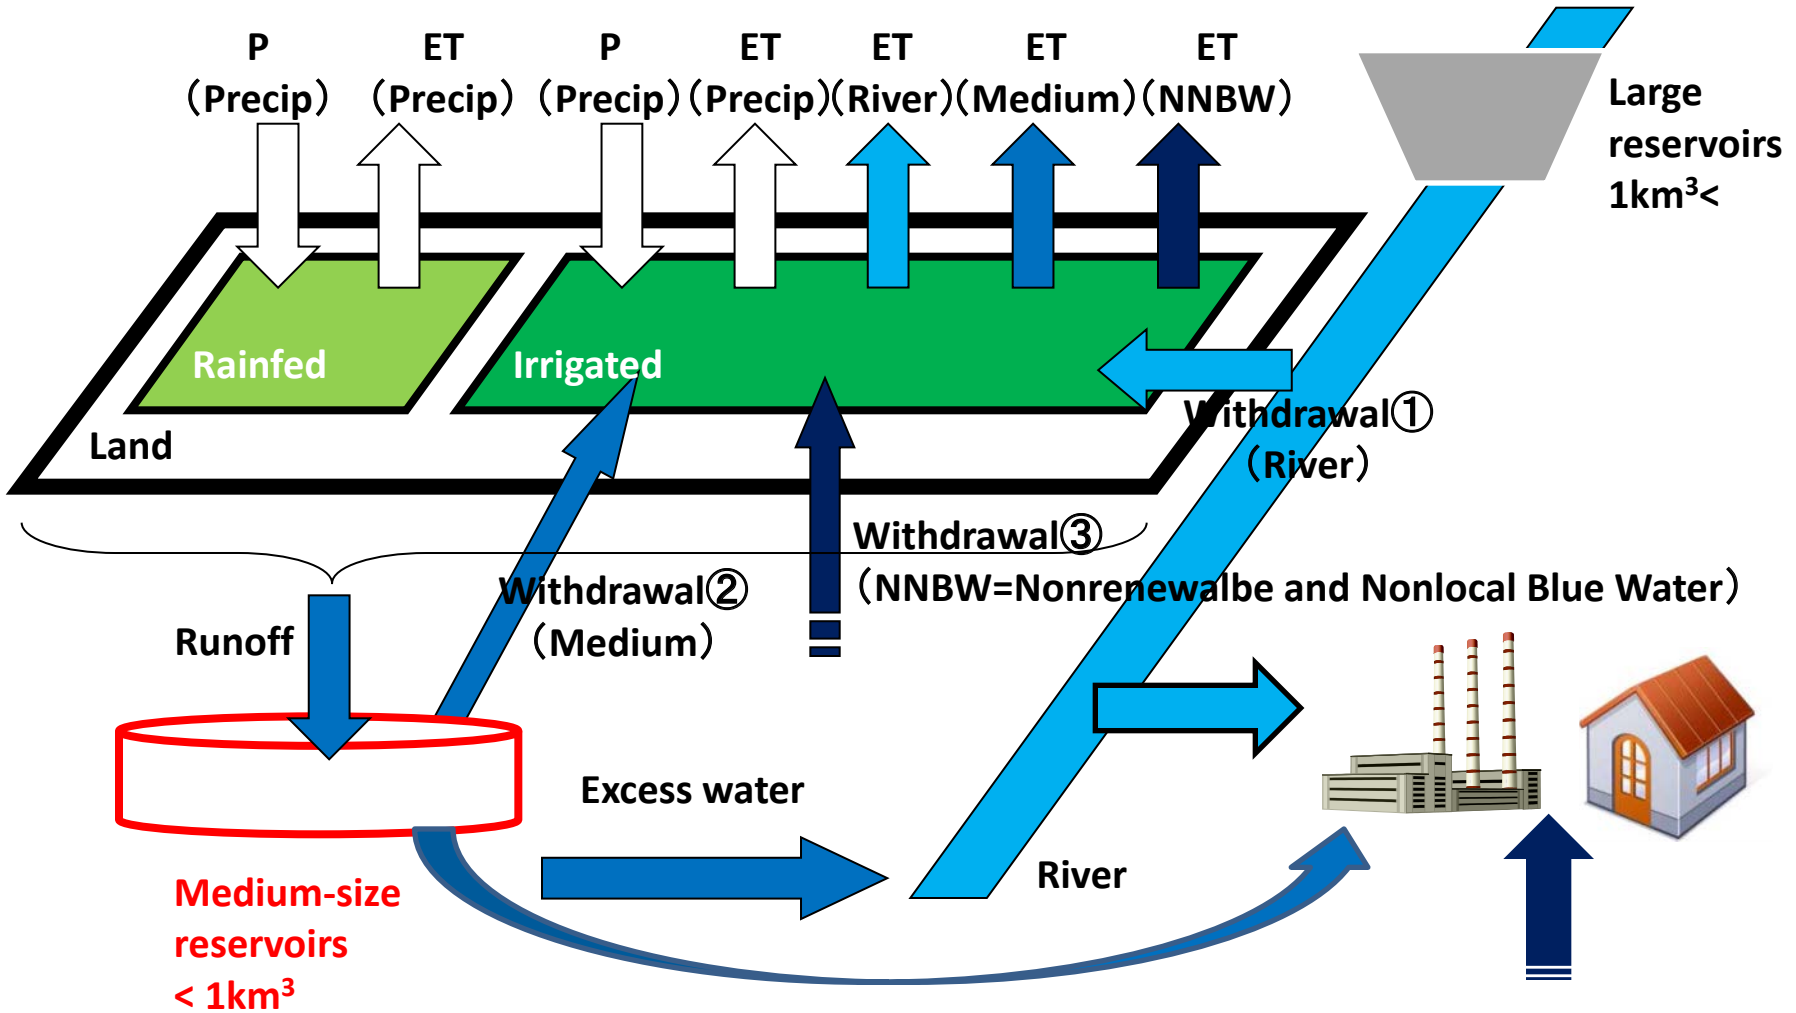 P
（Precip）
ET
（Precip）
P
（Precip）
ET
（Precip）
ET
（River）
ET
（Medium）
ET
（NNBW）
Large
reservoirs
1km³<
Rainfed
Irrigated
Land
Withdrawal①
（River）
Withdrawal③
（NNBW=Nonrenewalbe and Nonlocal Blue Water）
Withdrawal②
（Medium）
Runoff
Excess water
River
Medium-size
reservoirs
< 1km³